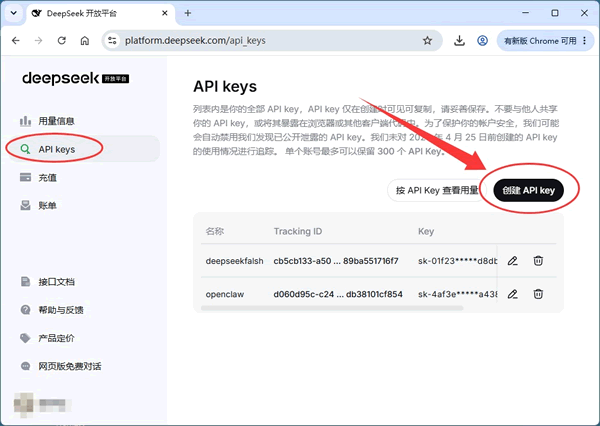 DeepSeek 开放平台
platform.deepseek.com/api_keys
有新版 Chrome 可用
deepseek 开放平台
用量信息
API keys
充值
账单
接口文档
帮助与反馈
产品定价
网页版免费对话
API keys
列表内是你的全部 API key，API key 仅在创建时可见可复制，请妥善保存。不要与他人共享
你的 API key，或将其暴露在浏览器或其他客户端代码中。为了保护你的帐户安全，我们可能
会自动禁用我们发现已公开泄露的 API key。我们未对 年 4 月 25 日前创建的 API key
的使用情况进行追踪。 单个账号最多可以保留 300 个 API Key。
按 API Key 查看用量
创建 API key
名称 Tracking ID Key
deepseekfalsh cb5cb133-a50 ... 89ba551716f7 sk-01f23*****d8db
openclaw d060d95c-c24 ... db38101cf854 sk-4af3e*****a438